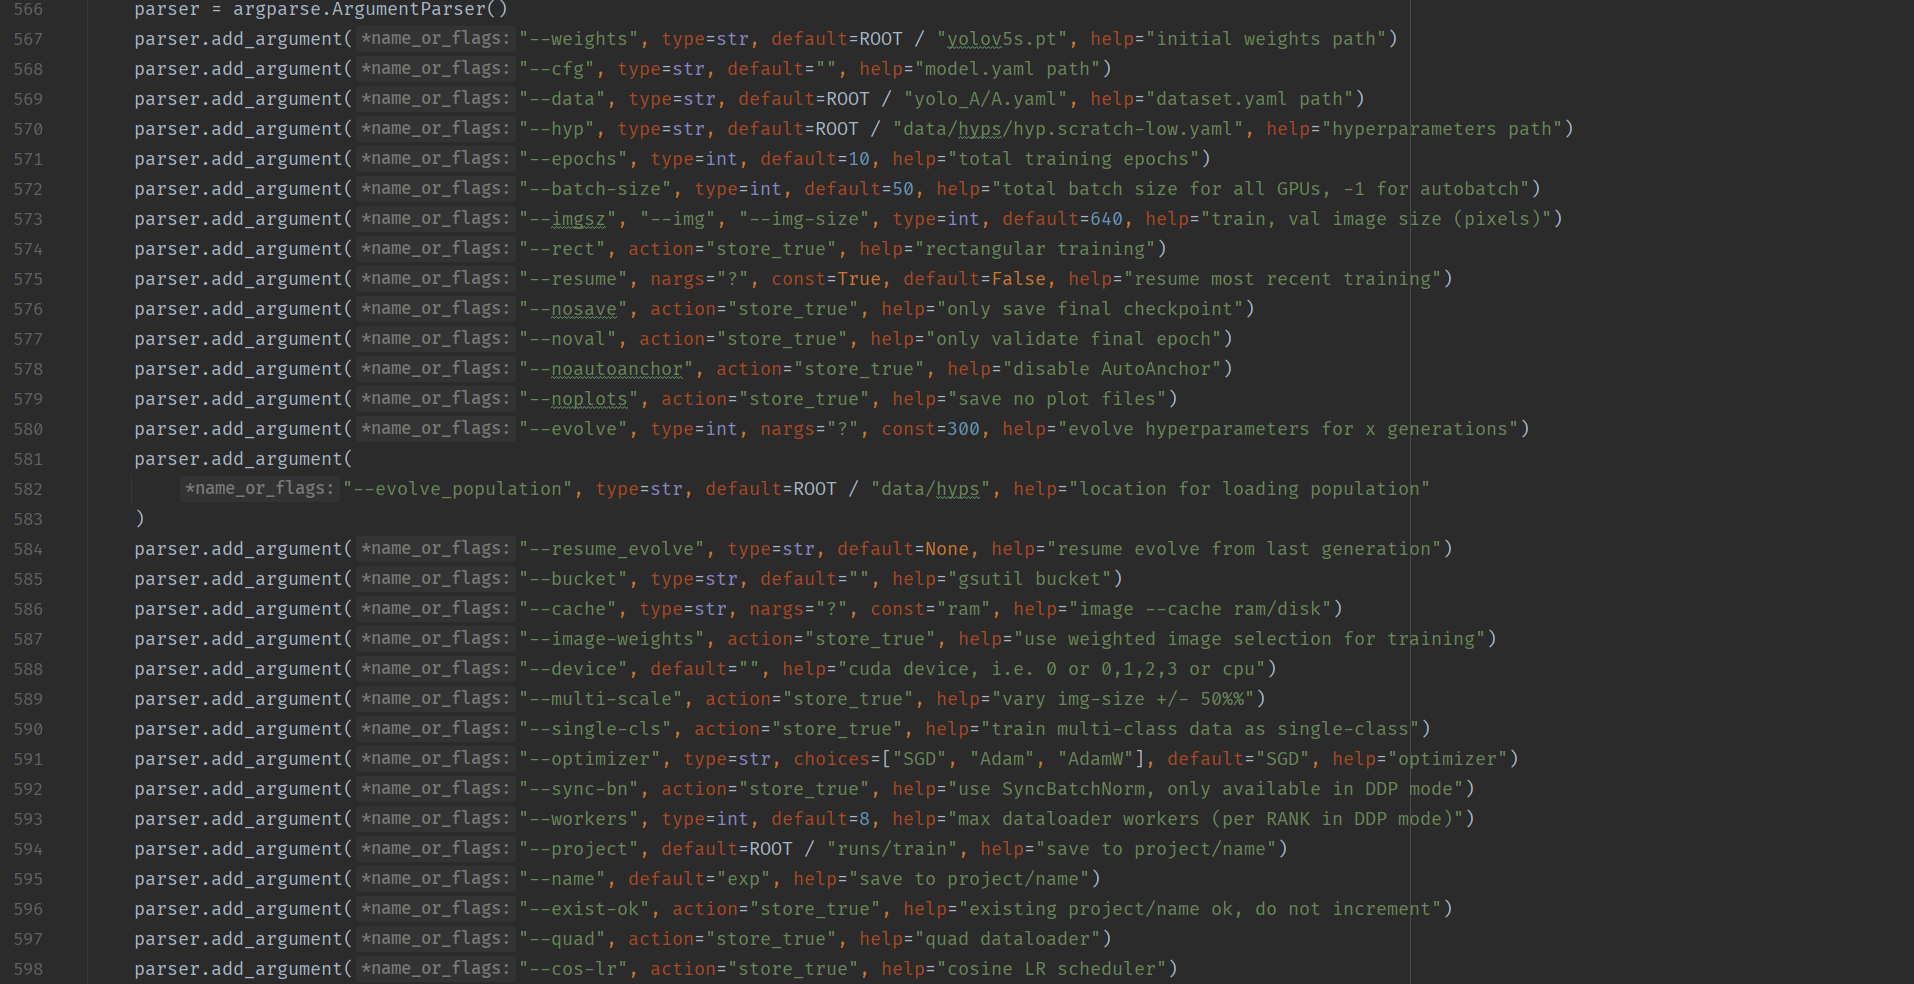 566 parser = argparse.ArgumentParser()
567 parser.add_argument( *name_or_flags: "--weights", type=str, default=ROOT / "yolov5s.pt", help="initial weights path")
568 parser.add_argument( *name_or_flags: "--cfg", type=str, default="", help="model.yaml path")
569 parser.add_argument( *name_or_flags: "--data", type=str, default=ROOT / "yolo_A/A.yaml", help="dataset.yaml path")
570 parser.add_argument( *name_or_flags: "--hyp", type=str, default=ROOT / "data/hyps/hyp.scratch-low.yaml", help="hyperparameters path")
571 parser.add_argument( *name_or_flags: "--epochs", type=int, default=10, help="total training epochs")
572 parser.add_argument( *name_or_flags: "--batch-size", type=int, default=50, help="total batch size for all GPUs, -1 for autobatch")
573 parser.add_argument( *name_or_flags: "--imgsz", "--img", "--img-size", type=int, default=640, help="train, val image size (pixels)")
574 parser.add_argument( *name_or_flags: "--rect", action="store_true", help="rectangular training")
575 parser.add_argument( *name_or_flags: "--resume", nargs="?", const=True, default=False, help="resume most recent training")
576 parser.add_argument( *name_or_flags: "--nosave", action="store_true", help="only save final checkpoint")
577 parser.add_argument( *name_or_flags: "--noval", action="store_true", help="only validate final epoch")
578 parser.add_argument( *name_or_flags: "--noautoanchor", action="store_true", help="disable AutoAnchor")
579 parser.add_argument( *name_or_flags: "--noplots", action="store_true", help="save no plot files")
580 parser.add_argument( *name_or_flags: "--evolve", type=int, nargs="?", const=300, help="evolve hyperparameters for x generations")
581 parser.add_argument(
582 *name_or_flags: "--evolve_population", type=str, default=ROOT / "data/hyps", help="location for loading population"
583 )
584 parser.add_argument( *name_or_flags: "--resume_evolve", type=str, default=None, help="resume evolve from last generation")
585 parser.add_argument( *name_or_flags: "--bucket", type=str, default="", help="gsutil bucket")
586 parser.add_argument( *name_or_flags: "--cache", type=str, nargs="?", const="ram", help="image --cache ram/disk")
587 parser.add_argument( *name_or_flags: "--image-weights", action="store_true", help="use weighted image selection for training")
588 parser.add_argument( *name_or_flags: "--device", default="", help="cuda device, i.e. 0 or 0,1,2,3 or cpu")
589 parser.add_argument( *name_or_flags: "--multi-scale", action="store_true", help="vary img-size +/- 50%%")
590 parser.add_argument( *name_or_flags: "--single-cls", action="store_true", help="train multi-class data as single-class")
591 parser.add_argument( *name_or_flags: "--optimizer", type=str, choices=["SGD", "Adam", "AdamW"], default="SGD", help="optimizer")
592 parser.add_argument( *name_or_flags: "--sync-bn", action="store_true", help="use SyncBatchNorm, only available in DDP mode")
593 parser.add_argument( *name_or_flags: "--workers", type=int, default=8, help="max dataloader workers (per RANK in DDP mode)")
594 parser.add_argument( *name_or_flags: "--project", default=ROOT / "runs/train", help="save to project/name")
595 parser.add_argument( *name_or_flags: "--name", default="exp", help="save to project/name")
596 parser.add_argument( *name_or_flags: "--exist-ok", action="store_true", help="existing project/name ok, do not increment")
597 parser.add_argument( *name_or_flags: "--quad", action="store_true", help="quad dataloader")
598 parser.add_argument( *name_or_flags: "--cos-lr", action="store_true", help="cosine LR scheduler")